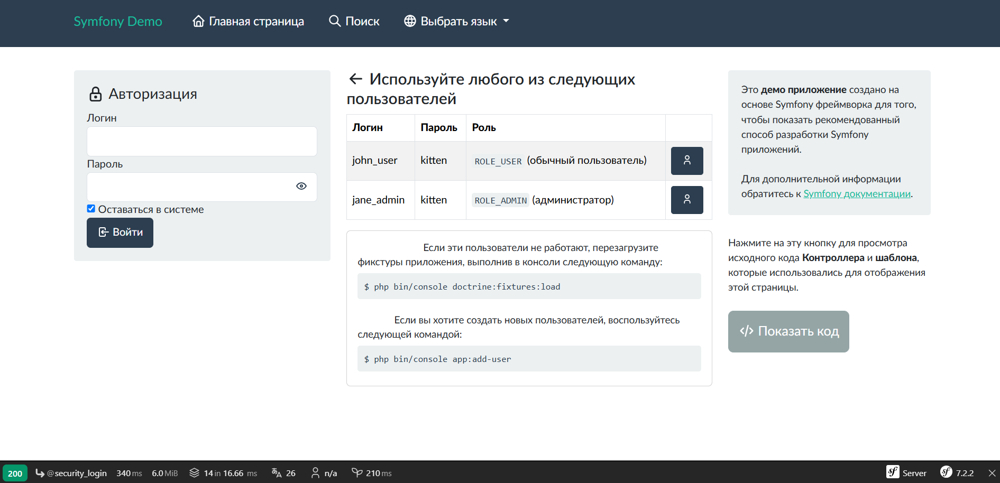 Symfony Demo
Главная страница
Поиск
Выбрать язык
Авторизация
Логин
Пароль
Оставаться в системе
Войти
Используйте любого из следующих
пользователей
Логин Пароль Роль
john_user kitten ROLE_USER (обычный пользователь)
jane_admin kitten ROLE_ADMIN (администратор)
Если эти пользователи не работают, перезагрузите
фикстуры приложения, выполнив в консоли следующую команду:
$ php bin/console doctrine:fixtures:load
Если вы хотите создать новых пользователей, воспользуйтесь
следующей командой:
$ php bin/console app:add-user
Это демо приложение создано на
основе Symfony фреймворка для того,
чтобы показать рекомендованный
способ разработки Symfony
приложений.
Для дополнительной информации
обратитесь к Symfony документации.
Нажмите на эту кнопку для просмотра
исходного кода Контроллера и шаблона,
которые использовались для отображения
этой страницы.
</> Показать код
200 @security_login 340 ms 6.0 MiB 14 in 16.66 ms 26 n/a 210 ms Server 7.2.2